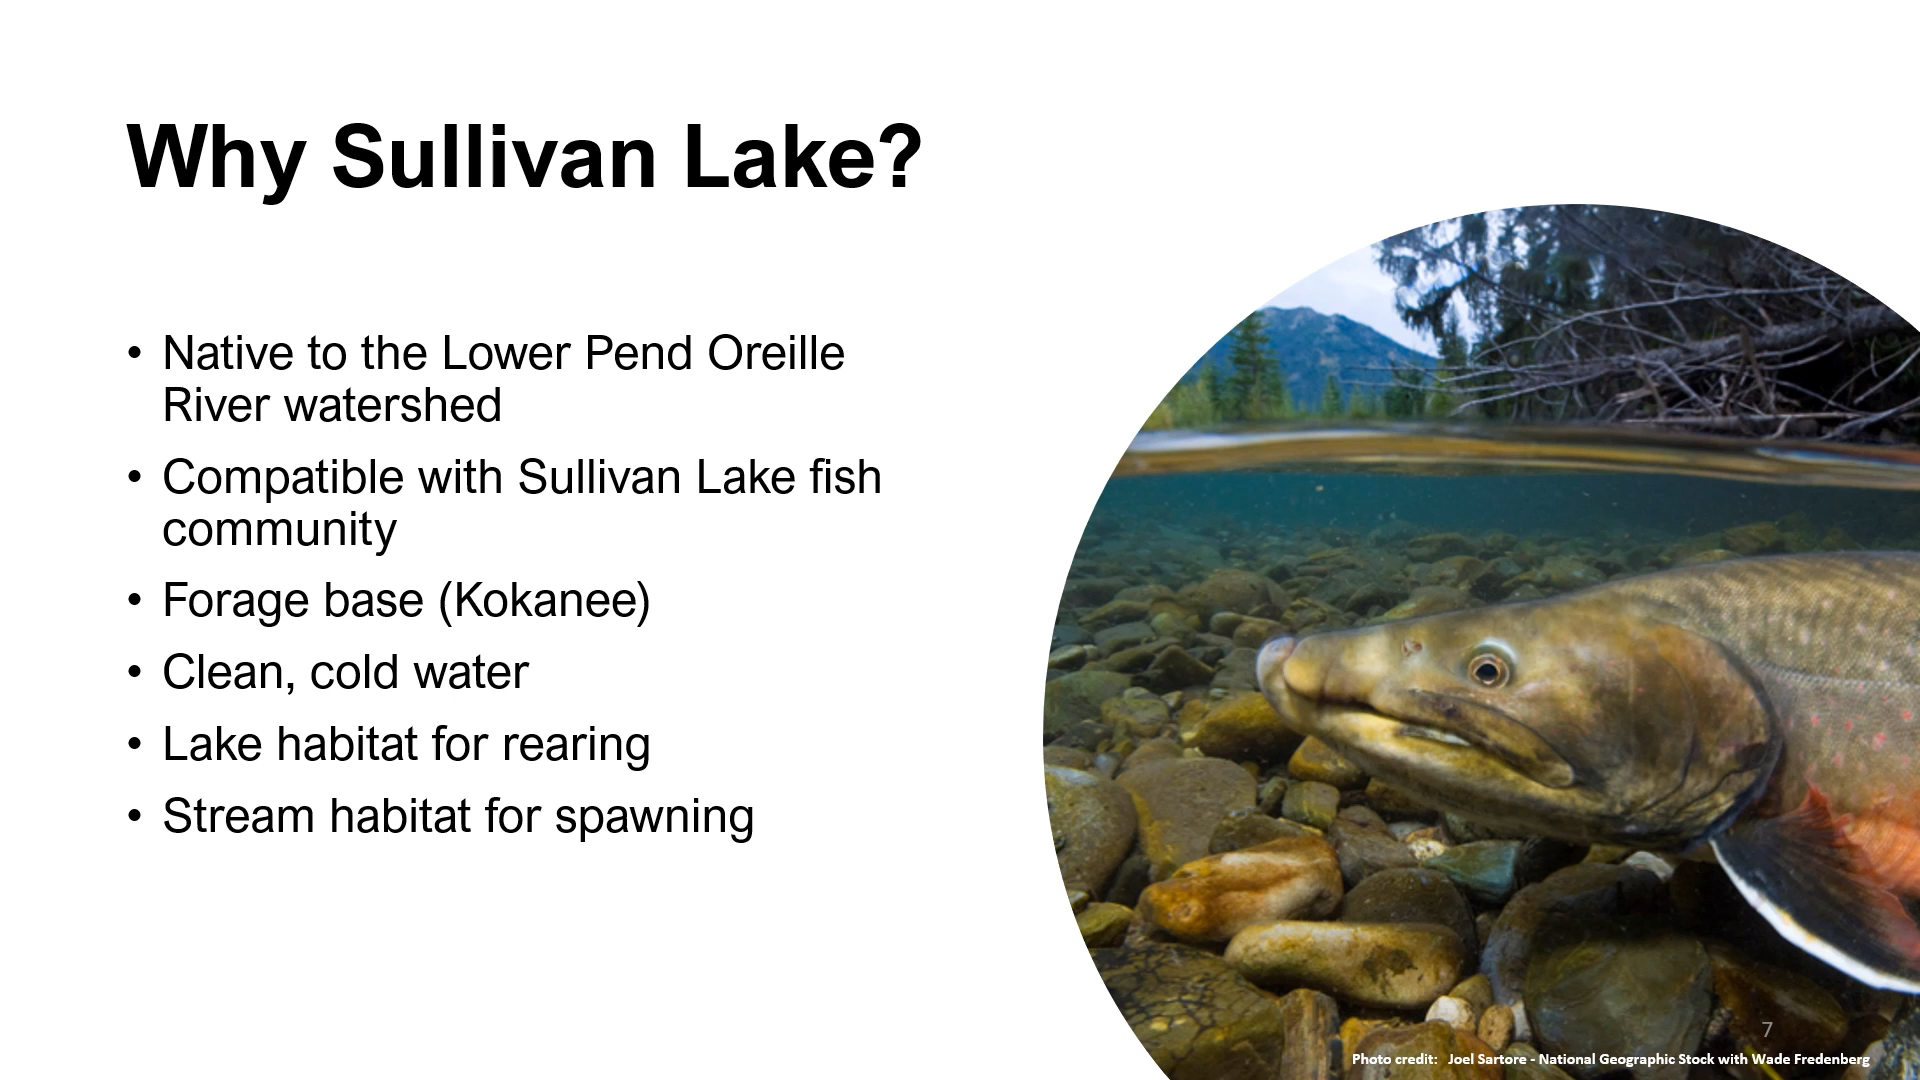 Why Sullivan Lake?
• Native to the Lower Pend Oreille
River watershed
• Compatible with Sullivan Lake fish
community
• Forage base (Kokanee)
• Clean, cold water
• Lake habitat for rearing
• Stream habitat for spawning
7
Photo credit: Joel Sartore - National Geographic Stock with Wade Fredenberg